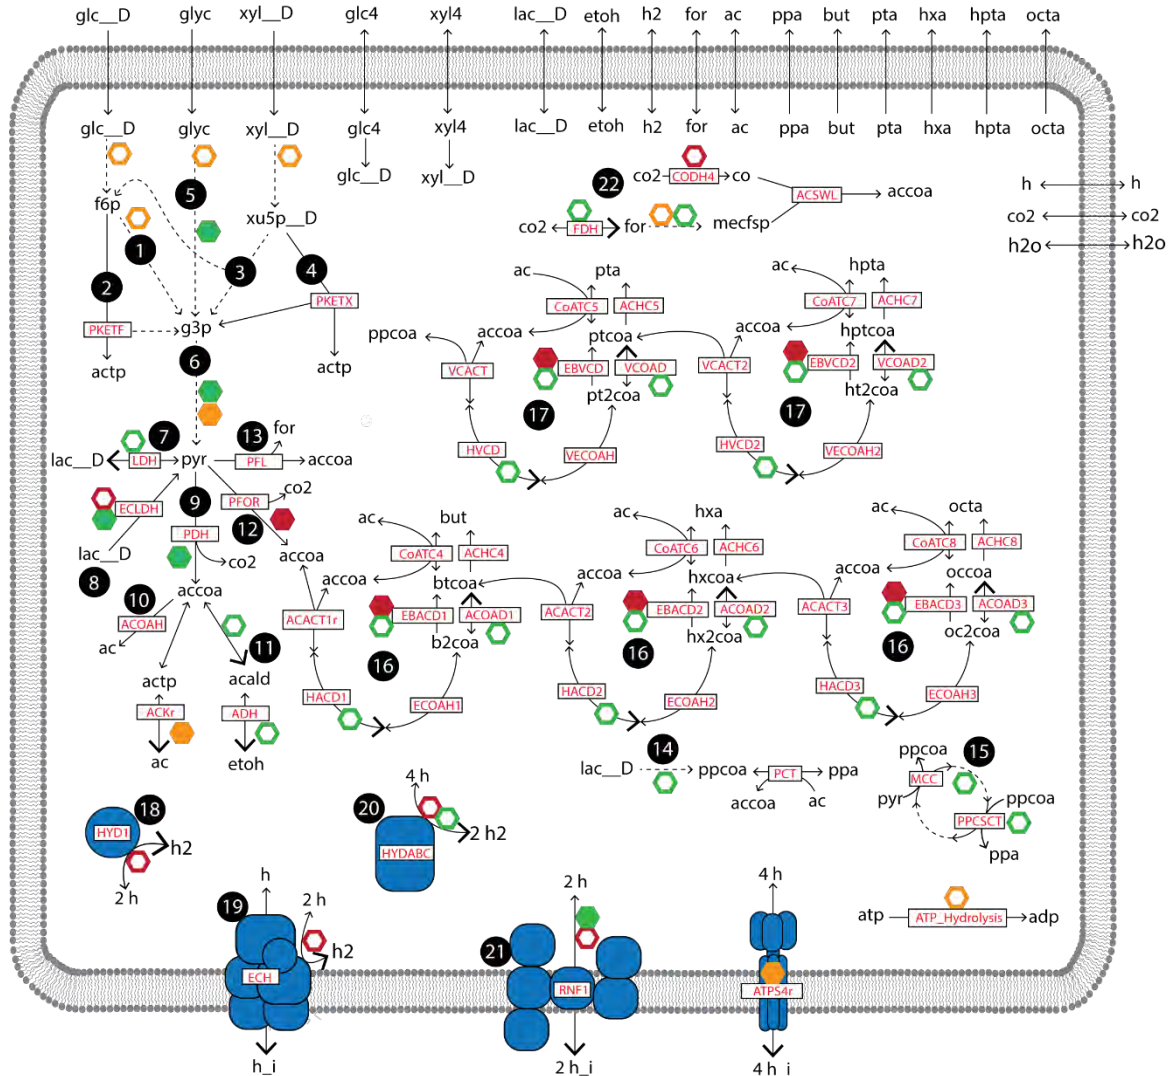 glc__D glyc xyl__D glc4 xyl4 lac__D etoh h2 for ac ppa but pta hxa hpta octa
glc__D glyc xyl__D glc4 xyl4 lac__D etoh h2 for ac ppa but pta hxa hpta octa
glc__D xyl__D
22 co2 CODH4 co
ACSWL accoa
h h
co2 FDH for mecfsp
co2 co2
h2o h2o
5
f6p xu5p__D
1
2 3 4
PKETX
PKETF g3p
actp actp
6
ac pta ac hpta
CoATC5 ACHC5 CoATC7 ACHC7
ppcoa accoa ptcoa accoa hptcoa
VCACT EBVCD VCOAD VCACT2 EBVCD2 VCOAD2
pt2coa ht2coa
17 17
HVCD VECOAH HVCD2 VECOAH2
7 13 for
lac__D LDH pyr PFL accoa
ECLDH 9 PFOR co2
12
PDH
lac__D co2 accoa
8
accoa
10
ACOAH
ac 11
actp acald
ACKr ADH
ac etoh
ac but ac hxa ac octa
CoATC4 ACHC4 CoATC6 ACHC6 CoATC8 ACHC8
accoa btcoa accoa hxcoa accoa occoa
ACACT1r EBACD1 ACOAD1 ACACT2 EBACD2 ACOAD2 ACACT3 EBACD3 ACOAD3
b2coa hx2coa oc2coa
16 16 16
HACD1 ECOAH1 HACD2 ECOAH2 HACD3 ECOAH3
14
lac__D ppcoa PCT ppa
accoa ac
ppcoa 15
MCC
pyr ppcoa
PPCSCT
ppa
18
HYD1 h2
2 h
4 h
20
HYDABC 2 h2
h 2 h
19
ECH h2
h_i
2 h
21
RNF1
2 h_i
4 h
ATPS4r
4 h_i
atp ATP_Hydrolysis adp